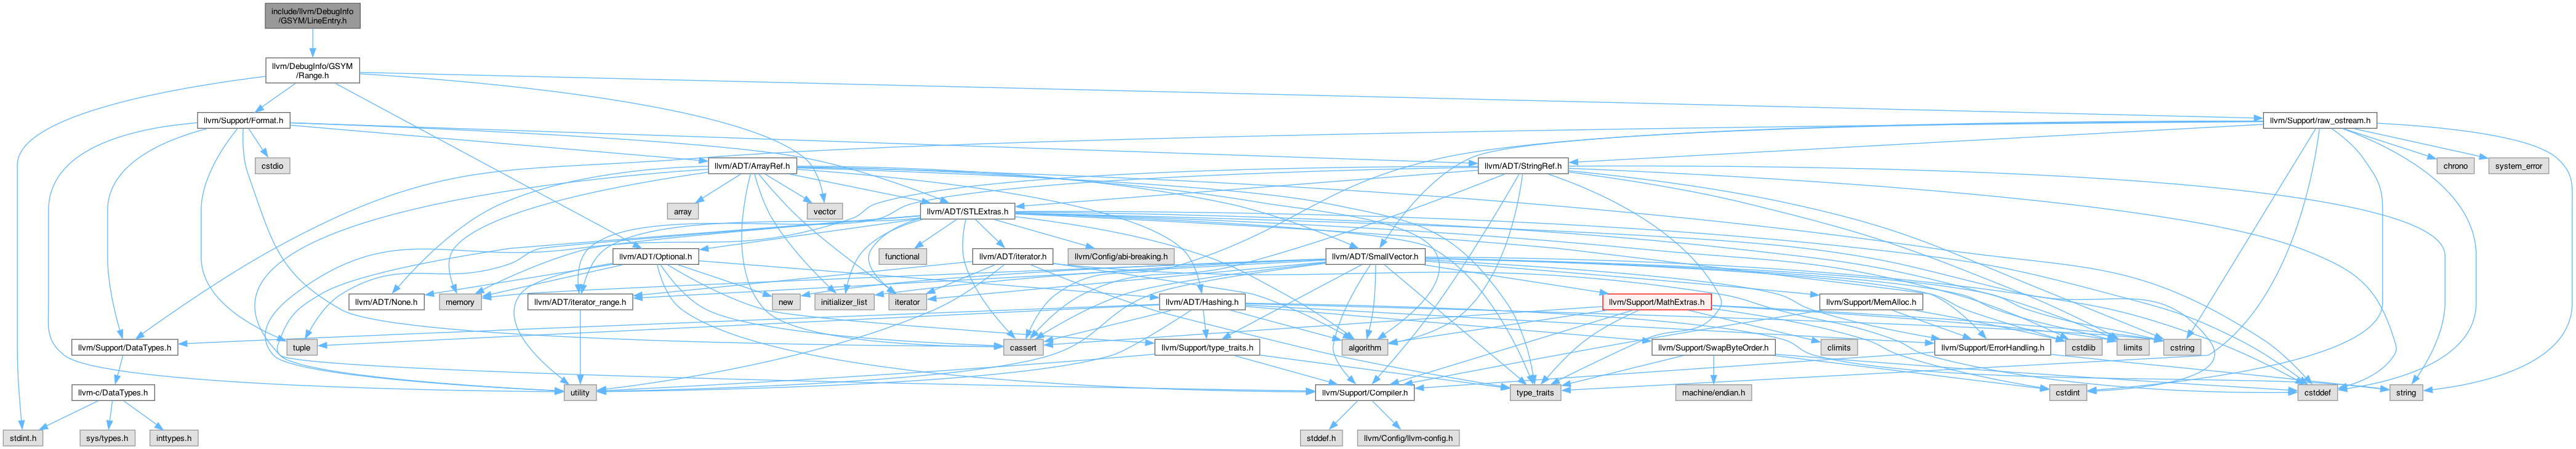 include/llvm/DebugInfo
/GSYM/LineEntry.h
llvm/DebugInfo/GSYM
/Range.h
llvm/Support/Format.h
llvm/Support/raw_ostream.h
cstdio
llvm/ADT/ArrayRef.h
llvm/ADT/StringRef.h
chrono
system_error
array
vector
llvm/ADT/STLExtras.h
llvm/ADT/Optional.h
functional
llvm/ADT/iterator.h
llvm/Config/abi-breaking.h
llvm/ADT/SmallVector.h
llvm/ADT/None.h
memory
llvm/ADT/iterator_range.h
new
initializer_list
iterator
llvm/ADT/Hashing.h
llvm/Support/MathExtras.h
llvm/Support/MemAlloc.h
llvm/Support/DataTypes.h
tuple
cassert
llvm/Support/type_traits.h
algorithm
llvm/Support/SwapByteOrder.h
climits
llvm/Support/ErrorHandling.h
cstdlib
limits
cstring
llvm-c/DataTypes.h
utility
llvm/Support/Compiler.h
type_traits
machine/endian.h
cstdint
cstddef
string
stdint.h
sys/types.h
inttypes.h
stddef.h
llvm/Config/llvm-config.h